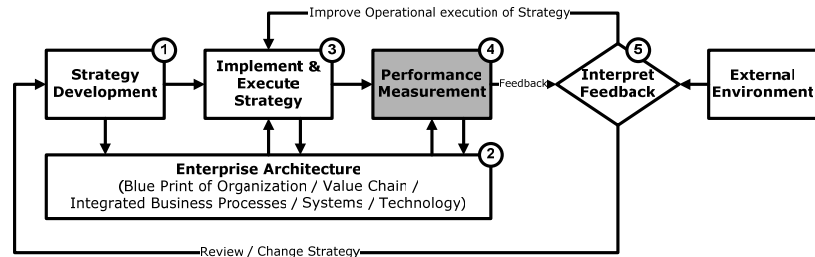 Improve Operational execution of Strategy
1
Strategy
Development
3
Implement &
Execute
Strategy
4
Performance
Measurement
Feedback
5
Interpret
Feedback
External
Environment
2
Enterprise Architecture
(Blue Print of Organization / Value Chain /
Integrated Business Processes / Systems / Technology)
Review / Change Strategy